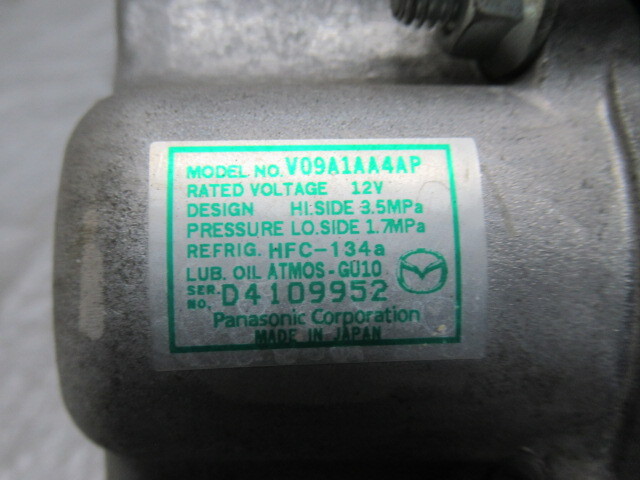 MODEL NO. V09A1AA4AP
RATED VOLTAGE 12V
DESIGN HI.SIDE 3.5MPa
PRESSURE LO.SIDE 1.7MPa
REFRIG. HFC-134a
LUB. OIL ATMOS-GU10
SER. NO. D4109952
Panasonic Corporation
MADE IN JAPAN